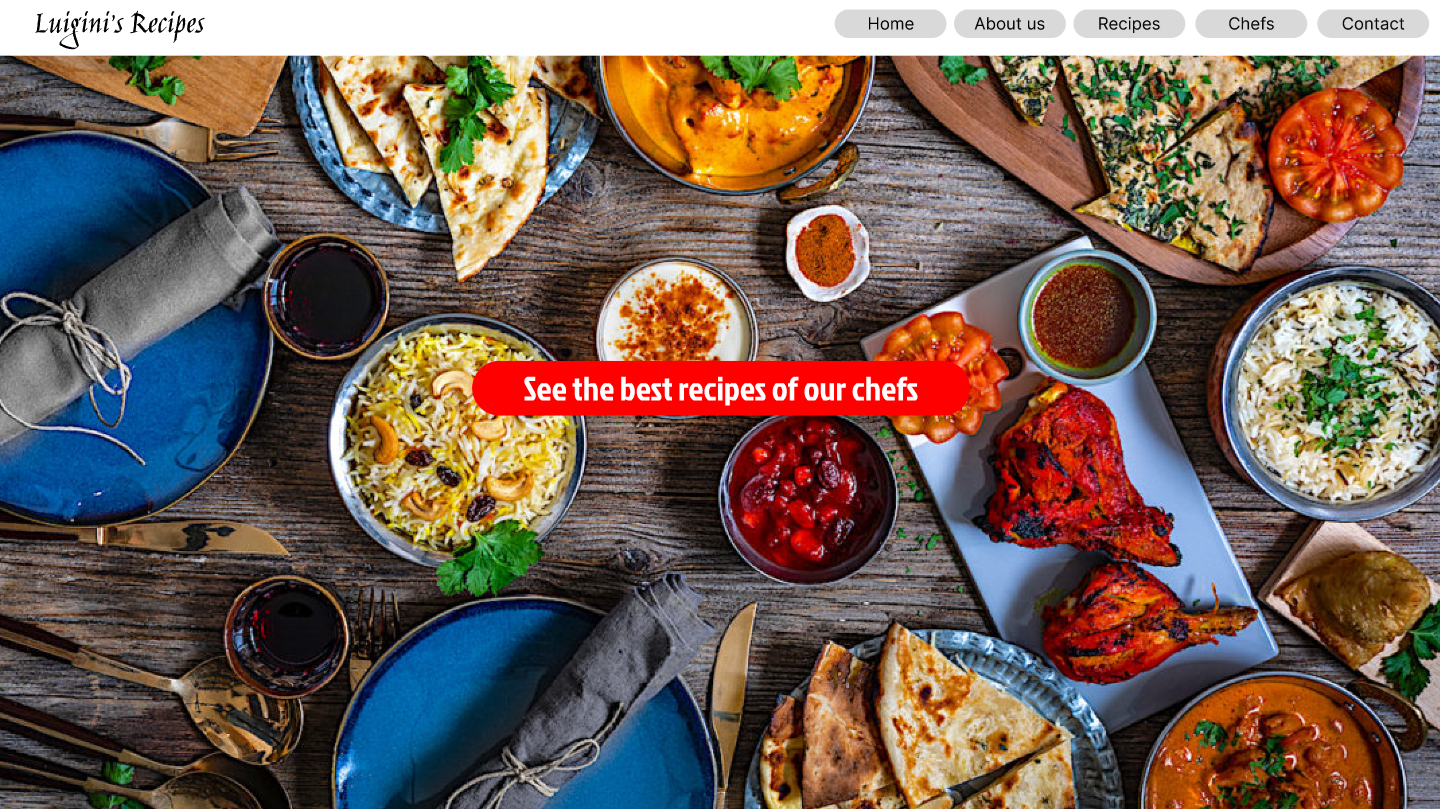 Luigini's Recipes
Home
About us
Recipes
Chefs
Contact
See the best recipes of our chefs